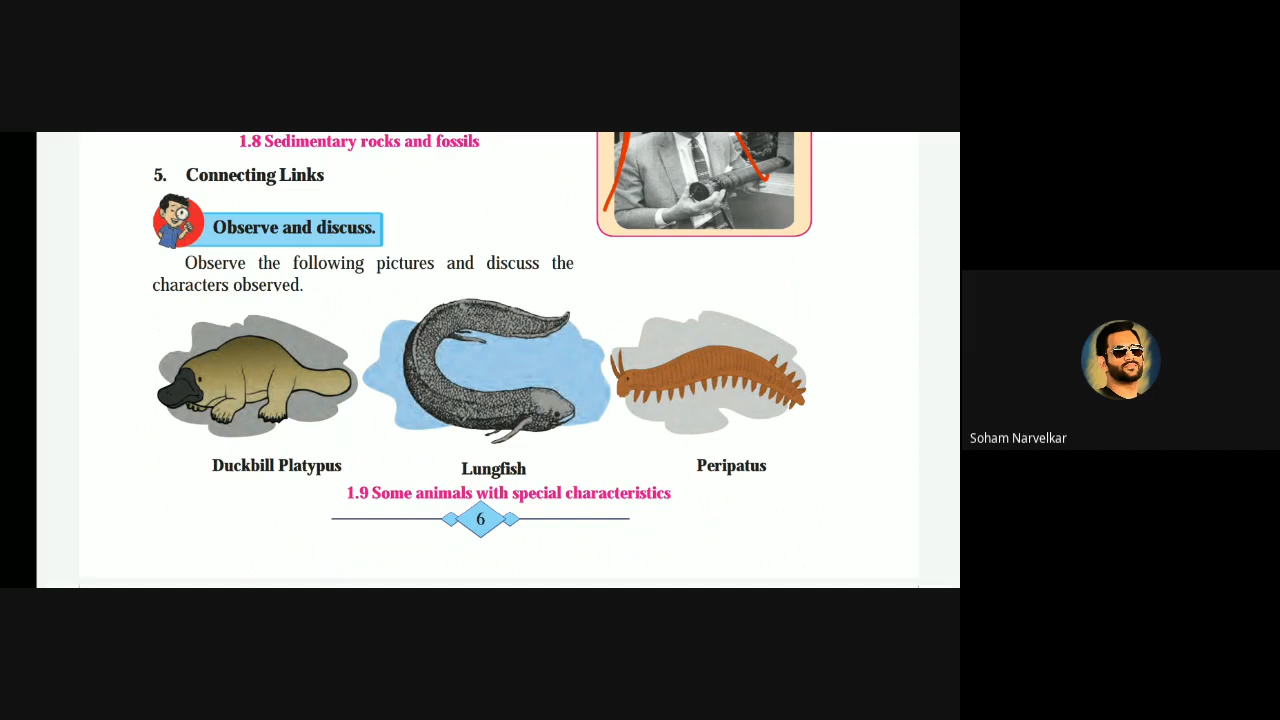 1.8 Sedimentary rocks and fossils
5. Connecting Links
Observe and discuss.
Observe the following pictures and discuss the
characters observed.
Duckbill Platypus
Lungfish
Peripatus
1.9 Some animals with special characteristics
6
Soham Narvelkar